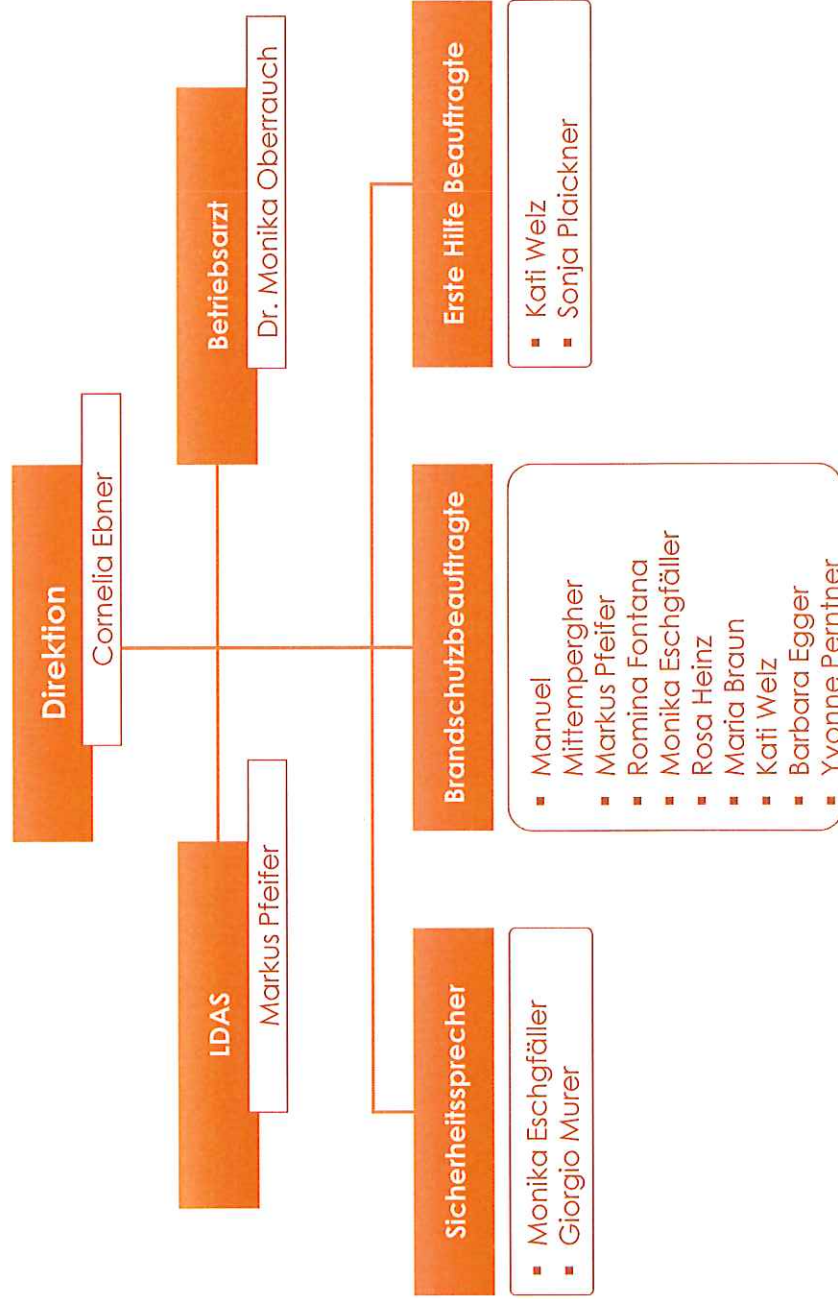 Direktion
Cornelia Ebner
LDAS
Markus Pfeifer
Betriebsarzt
Dr. Monika Oberrauch
Sicherheitssprecher
▪ Monika Eschgfäller
▪ Giorgio Murer
Brandschutzbeauftragte
▪ Manuel
Mittempergher
▪ Markus Pfeifer
▪ Romina Fontana
▪ Monika Eschgfäller
▪ Rosa Heinz
▪ Maria Braun
▪ Kati Welz
▪ Barbara Egger
▪ Yvonne Permtner
Erste Hilfe Beauftragte
▪ Kati Welz
▪ Sonja Plaickner